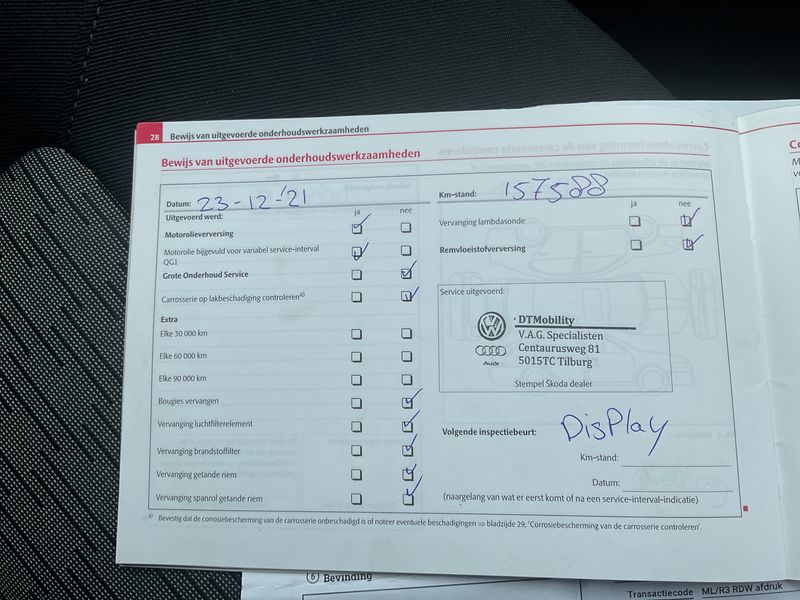 28 Bewijs van uitgevoerde onderhoudswerkzaamheden
Bewijs van uitgevoerde onderhoudswerkzaamheden
Datum: 23-12-'21
Km-stand: 157588
Uitgevoerd werd: ja nee
ja nee
Motorolieverversing
Motorolie bijgevuld voor variabel service-interval
QG1
Grote Onderhoud Service
Carrosserie op lakbeschadiging controleren a)
Extra
Elke 30 000 km
Elke 60 000 km
Elke 90 000 km
Bougies vervangen
Vervanging luchtfilterelement
Vervanging brandstoffilter
Vervanging getande riem
Vervanging spanrol getande riem
Vervanging lambdasonde
Remvloeistofverversing
Service uitgevoerd:
DTMobility
V.A.G. Specialisten
Centaurusweg 81
5015TC Tilburg
Audi
Stempel Škoda dealer
Volgende inspectiebeurt: DisPlay
Km-stand:
Datum:
(naargelang van wat er eerst komt of na een service-interval-indicatie)
a) Bevestig dat de corrosiebescherming van de carrosserie onbeschadigd is of noteer eventuele beschadigingen ⇒ bladzijde 29, 'Corrosiebescherming van de carrosserie controleren'.
6 Bevinding
Transactiecode ML/R3 RDW afdruk